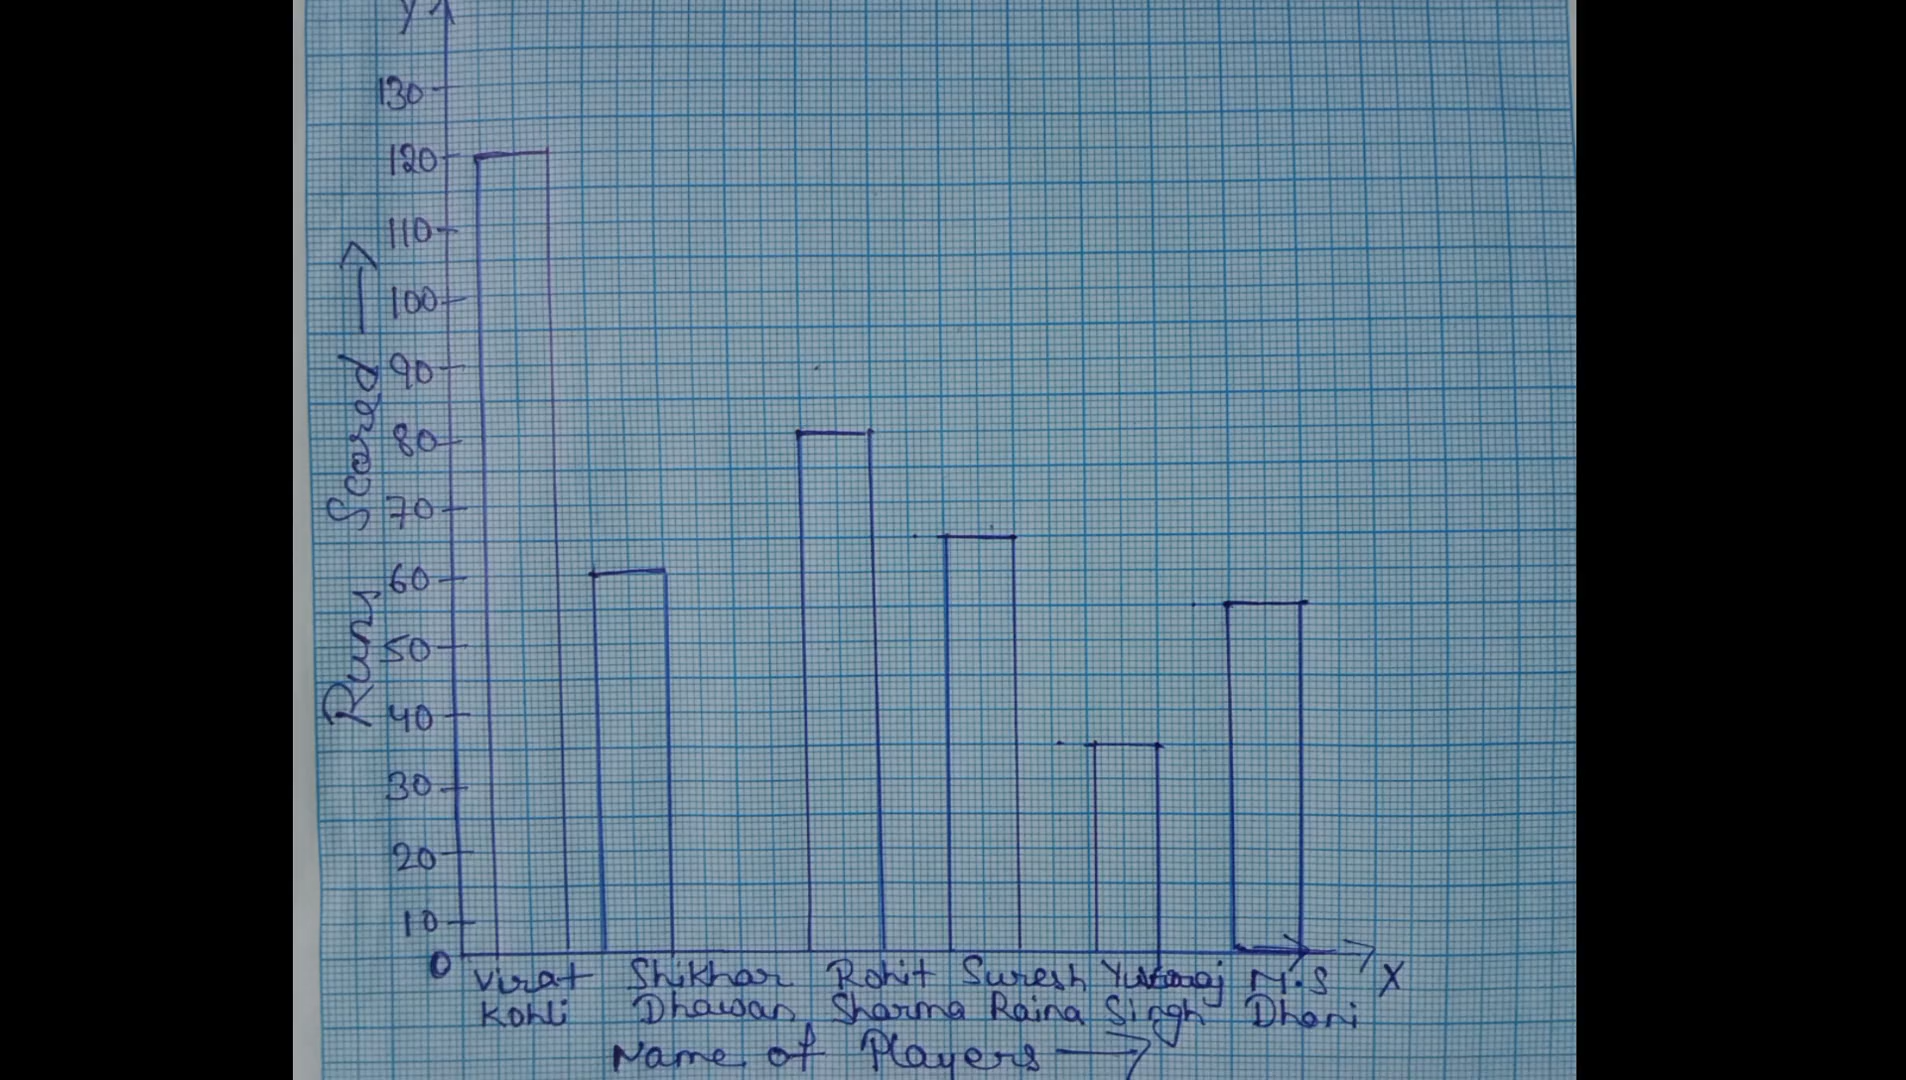 Y
130
120
110
100
90
80
70
60
50
40
30
20
10
0
Runs Scored
Virat Shikhar Rohit Suresh Yuvraj M.S X
Kohli Dhawan Sharma Raina Singh Dhoni
Name of Players